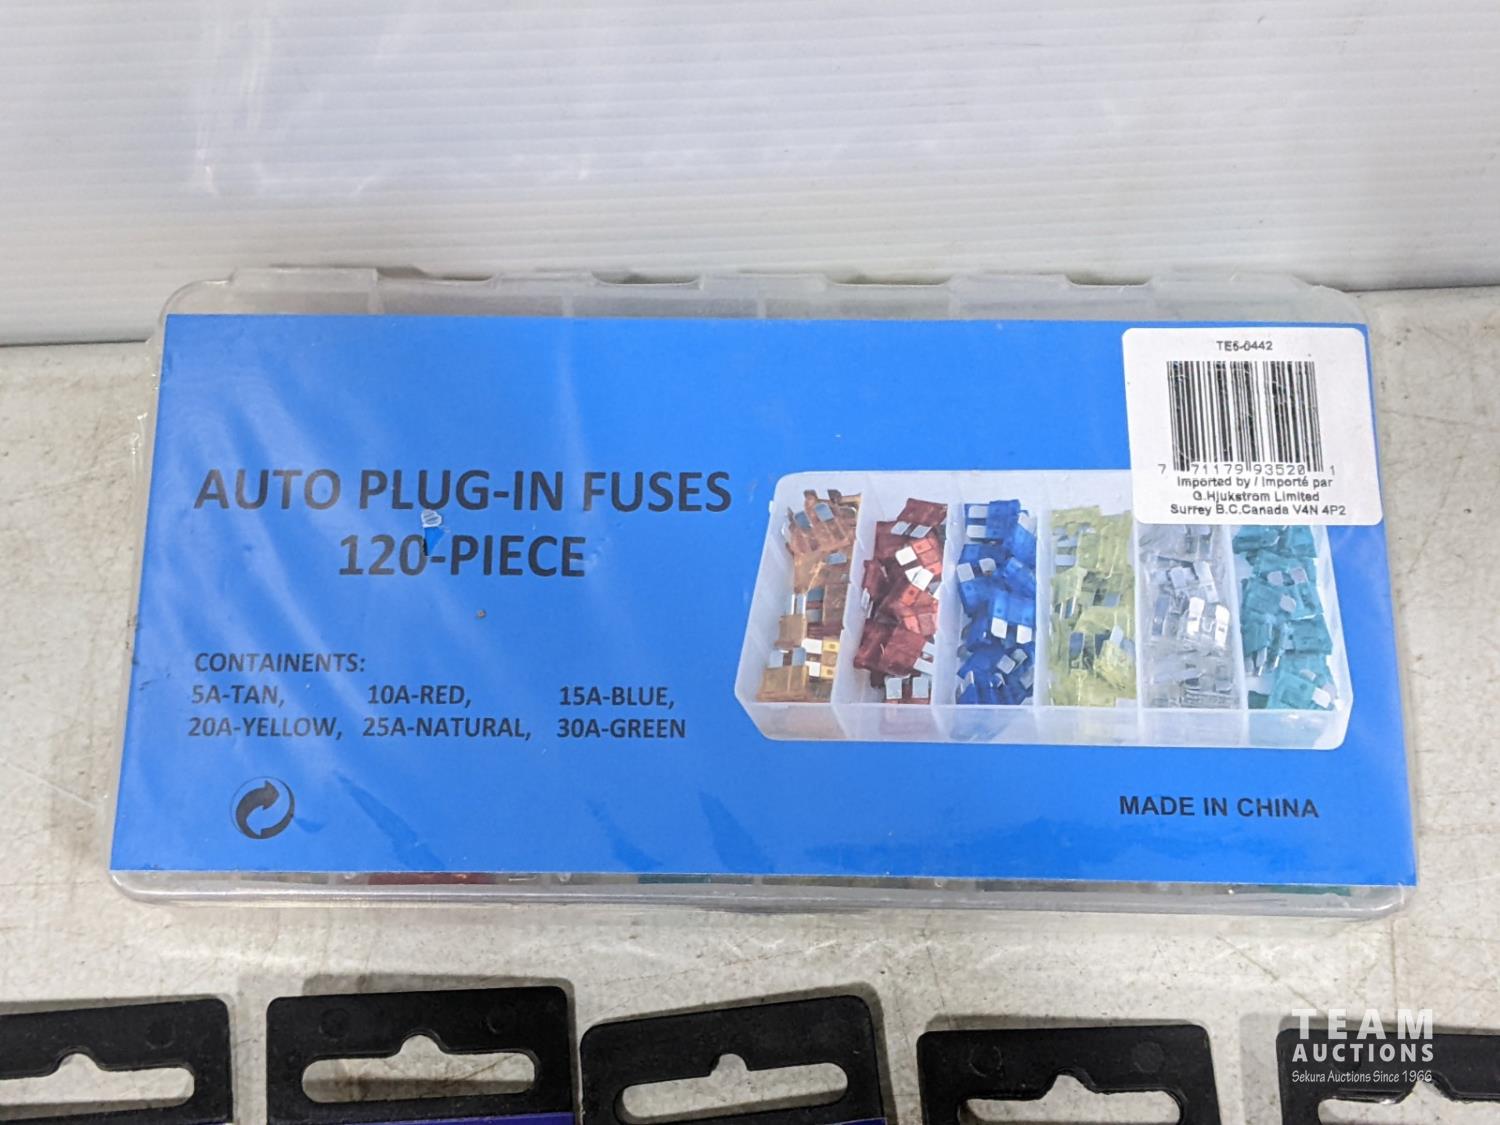 TE6-0442
7 71179 93520 1
Imported by / Importé par
G.Hjukstrom Limited
Surrey B.C.Canada V4N 4P2
AUTO PLUG-IN FUSES
120-PIECE
CONTAINENTS:
5A-TAN, 10A-RED, 15A-BLUE,
20A-YELLOW, 25A-NATURAL, 30A-GREEN
MADE IN CHINA
TEAM
AUCTIONS
Sekura Auctions Since 1966